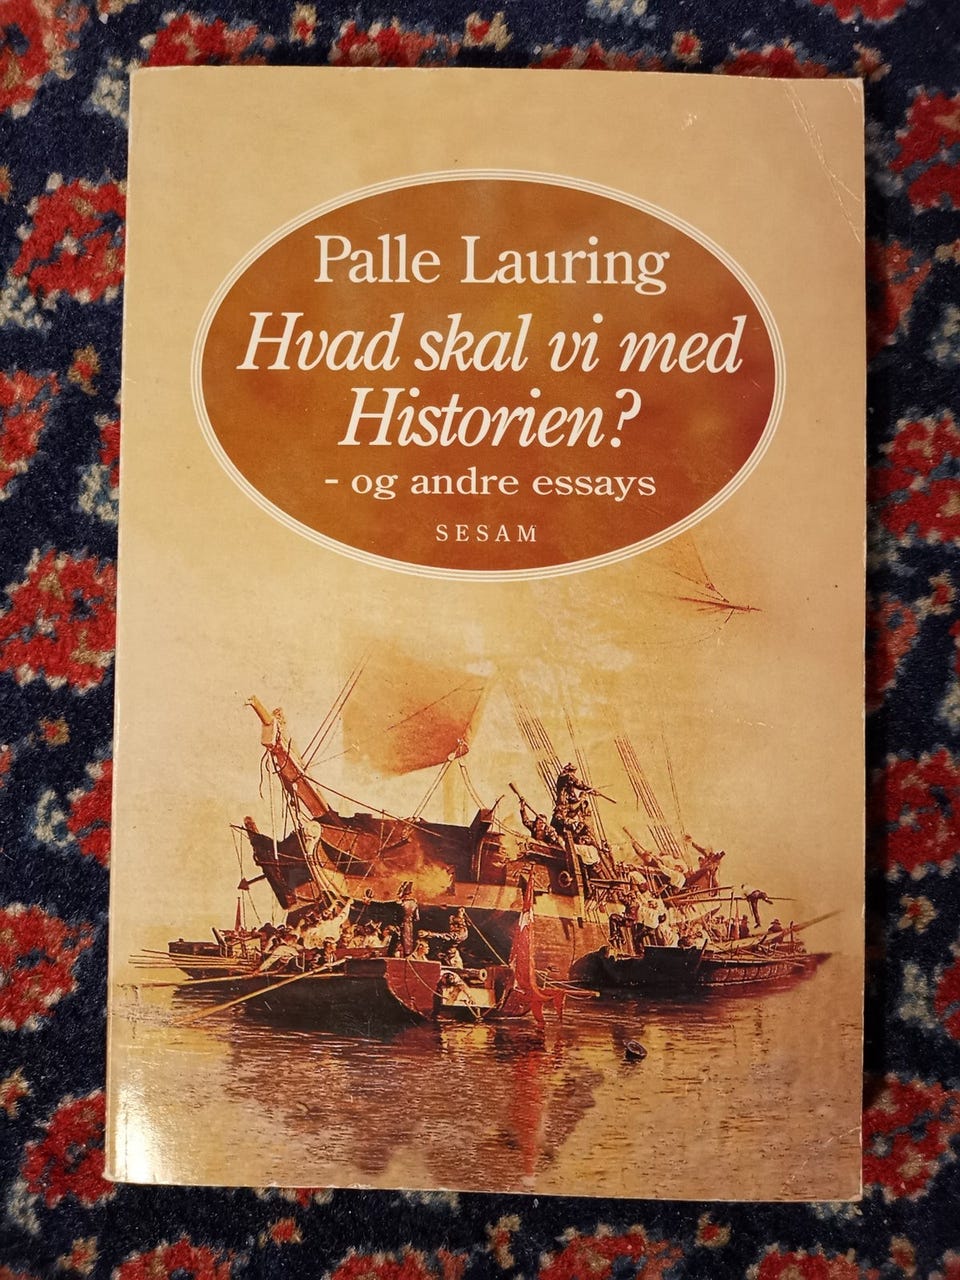 Palle Lauring
Hvad skal vi med
Historien?
- og andre essays
SESAM